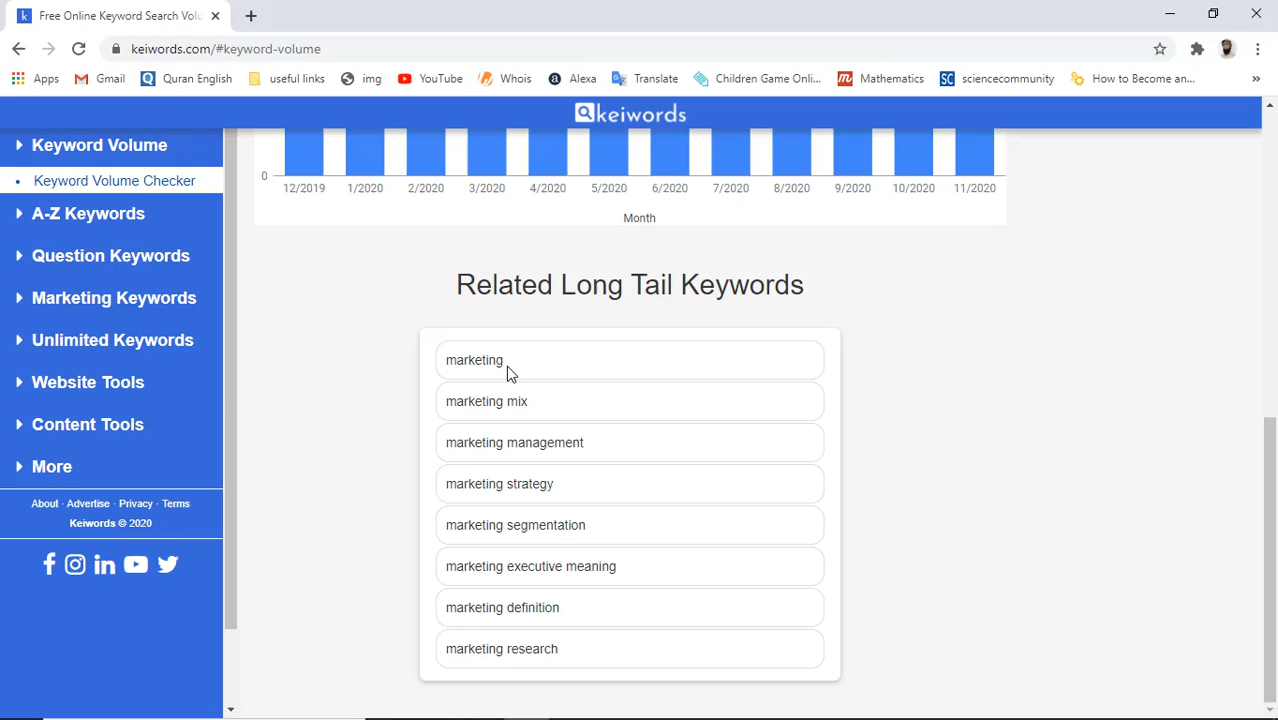 Free Online Keyword Search Volu
keiwords.com/#keyword-volume
Apps Gmail Quran English useful links img YouTube Whois Alexa Translate Children Game Onli... Mathematics sciencecommunity How to Become an... »
keiwords
Keyword Volume
Keyword Volume Checker
A-Z Keywords
Question Keywords
Marketing Keywords
Unlimited Keywords
Website Tools
Content Tools
More
About · Advertise · Privacy · Terms
Keiwords © 2020
0
12/2019 1/2020 2/2020 3/2020 4/2020 5/2020 6/2020 7/2020 8/2020 9/2020 10/2020 11/2020
Month
Related Long Tail Keywords
marketing
marketing mix
marketing management
marketing strategy
marketing segmentation
marketing executive meaning
marketing definition
marketing research